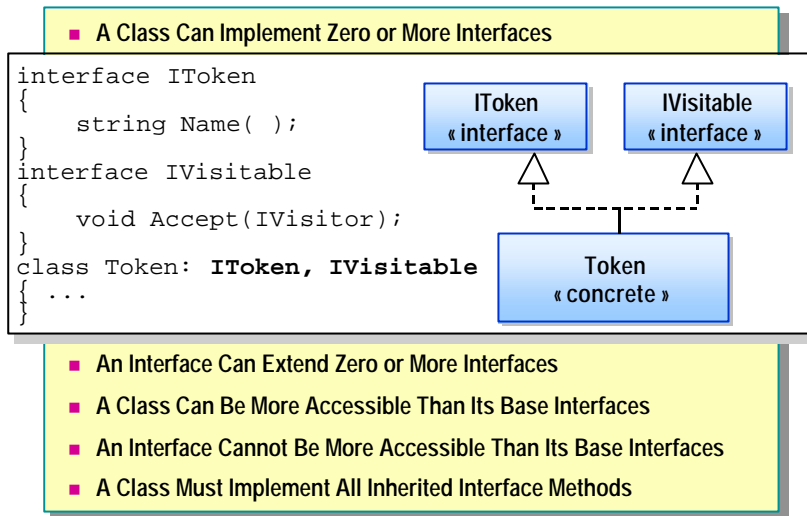 ■ A Class Can Implement Zero or More Interfaces
interface IToken
{
    string Name( );
}
interface IVisitable
{
    void Accept(IVisitor);
}
class Token: IToken, IVisitable
{ ...
}
IToken
« interface »
IVisitable
« interface »
Token
« concrete »
■ An Interface Can Extend Zero or More Interfaces
■ A Class Can Be More Accessible Than Its Base Interfaces
■ An Interface Cannot Be More Accessible Than Its Base Interfaces
■ A Class Must Implement All Inherited Interface Methods